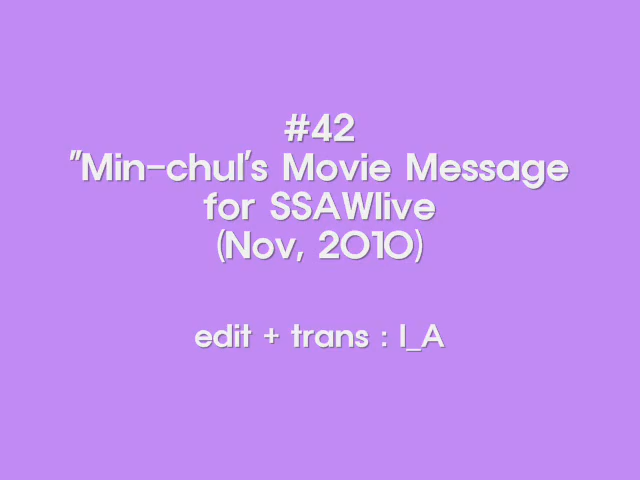 #42
"Min-chul's Movie Message
for SSAWlive
(Nov, 2010)
edit + trans : I_A